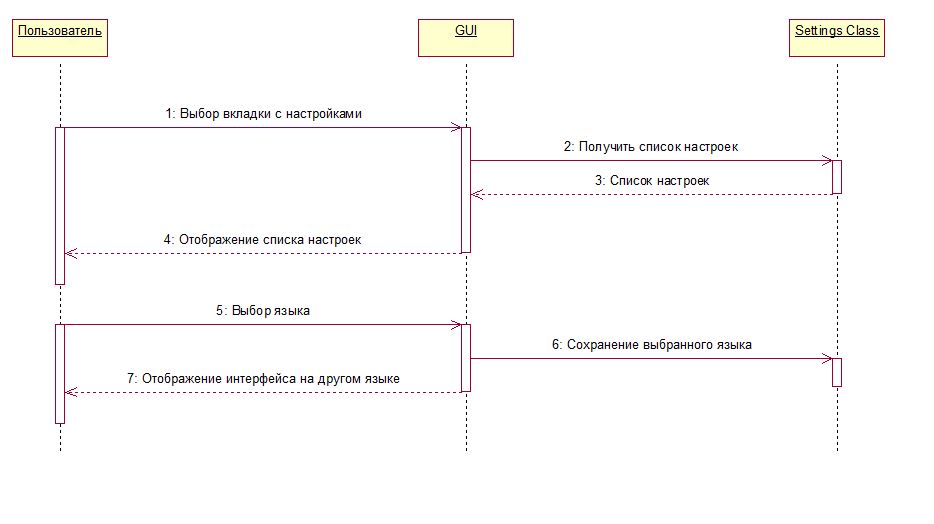 Пользователь
GUI
Settings Class
1: Выбор вкладки с настройками
2: Получить список настроек
3: Список настроек
4: Отображение списка настроек
5: Выбор языка
6: Сохранение выбранного языка
7: Отображение интерфейса на другом языке